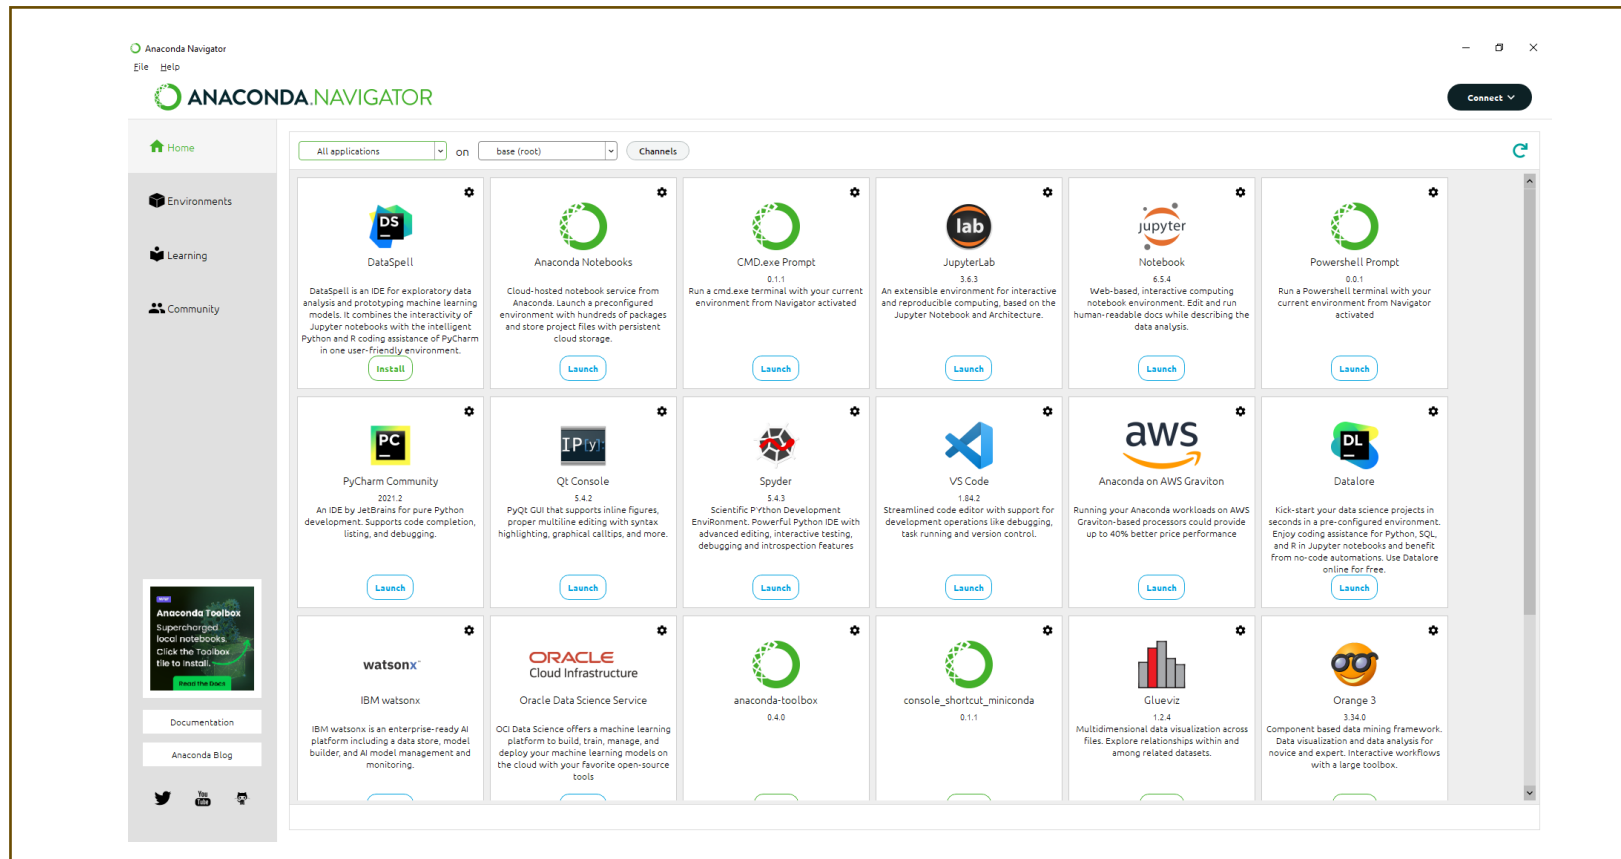 Anaconda Navigator
File Help
ANACONDA.NAVIGATOR
Connect
Home
All applications on base (root) Channels
Environments
Learning
Community
DS
DataSpell
DataSpell is an IDE for exploratory data
analysis and prototyping machine learning
models. It combines the interactivity of
Jupyter notebooks with the intelligent
Python and R coding assistance of PyCharm
in one user-friendly environment.
Install
Anaconda Notebooks
Cloud-hosted notebook service from
Anaconda. Launch a preconfigured
environment with hundreds of packages
and store project files with persistent
cloud storage.
Launch
CMD.exe Prompt
0.1.1
Run a cmd.exe terminal with your current
environment from Navigator activated
Launch
lab
JupyterLab
3.6.3
An extensible environment for interactive
and reproducible computing, based on the
Jupyter Notebook and Architecture.
Launch
jupyter
Notebook
6.5.4
Web-based, interactive computing
notebook environment. Edit and run
human-readable docs while describing the
data analysis.
Launch
Powershell Prompt
0.0.1
Run a Powershell terminal with your
current environment from Navigator
activated
Launch
PC
PyCharm Community
2021.2
An IDE by JetBrains for pure Python
development. Supports code completion,
listing, and debugging.
Launch
IP[y]:
Qt Console
5.4.2
PyQt GUI that supports inline figures,
proper multiline editing with syntax
highlighting, graphical calltips, and more.
Launch
Spyder
5.4.3
Scientific PYthon Development
EnviRonment. Powerful Python IDE with
advanced editing, interactive testing,
debugging and introspection features
Launch
VS Code
1.84.2
Streamlined code editor with support for
development operations like debugging,
task running and version control.
Launch
aws
Anaconda on AWS Graviton
Running your Anaconda workloads on AWS
Graviton-based processors could provide
up to 40% better price performance
Launch
DL
Datalore
Kick-start your data science projects in
seconds in a pre-configured environment.
Enjoy coding assistance for Python, SQL,
and R in Jupyter notebooks and benefit
from no-code automations. Use Datalore
online for free.
Launch
watsonx
IBM watsonx
IBM watsonx is an enterprise-ready AI
platform including a data store, model
builder, and AI model management and
monitoring.
ORACLE
Cloud Infrastructure
Oracle Data Science Service
OCI Data Science offers a machine learning
platform to build, train, manage, and
deploy your machine learning models on
the cloud with your favorite open-source
tools
anaconda-toolbox
0.4.0
console_shortcut_miniconda
0.1.1
Glueviz
1.2.4
Multidimensional data visualization across
files. Explore relationships within and
among related datasets.
Orange 3
3.34.0
Component based data mining framework.
Data visualization and data analysis for
novice and expert. Interactive workflows
with a large toolbox.
Anaconda Toolbox
Supercharged
local notebooks.
Click the Toolbox
tile to install.
Read the Docs
Documentation
Anaconda Blog
You
Tube